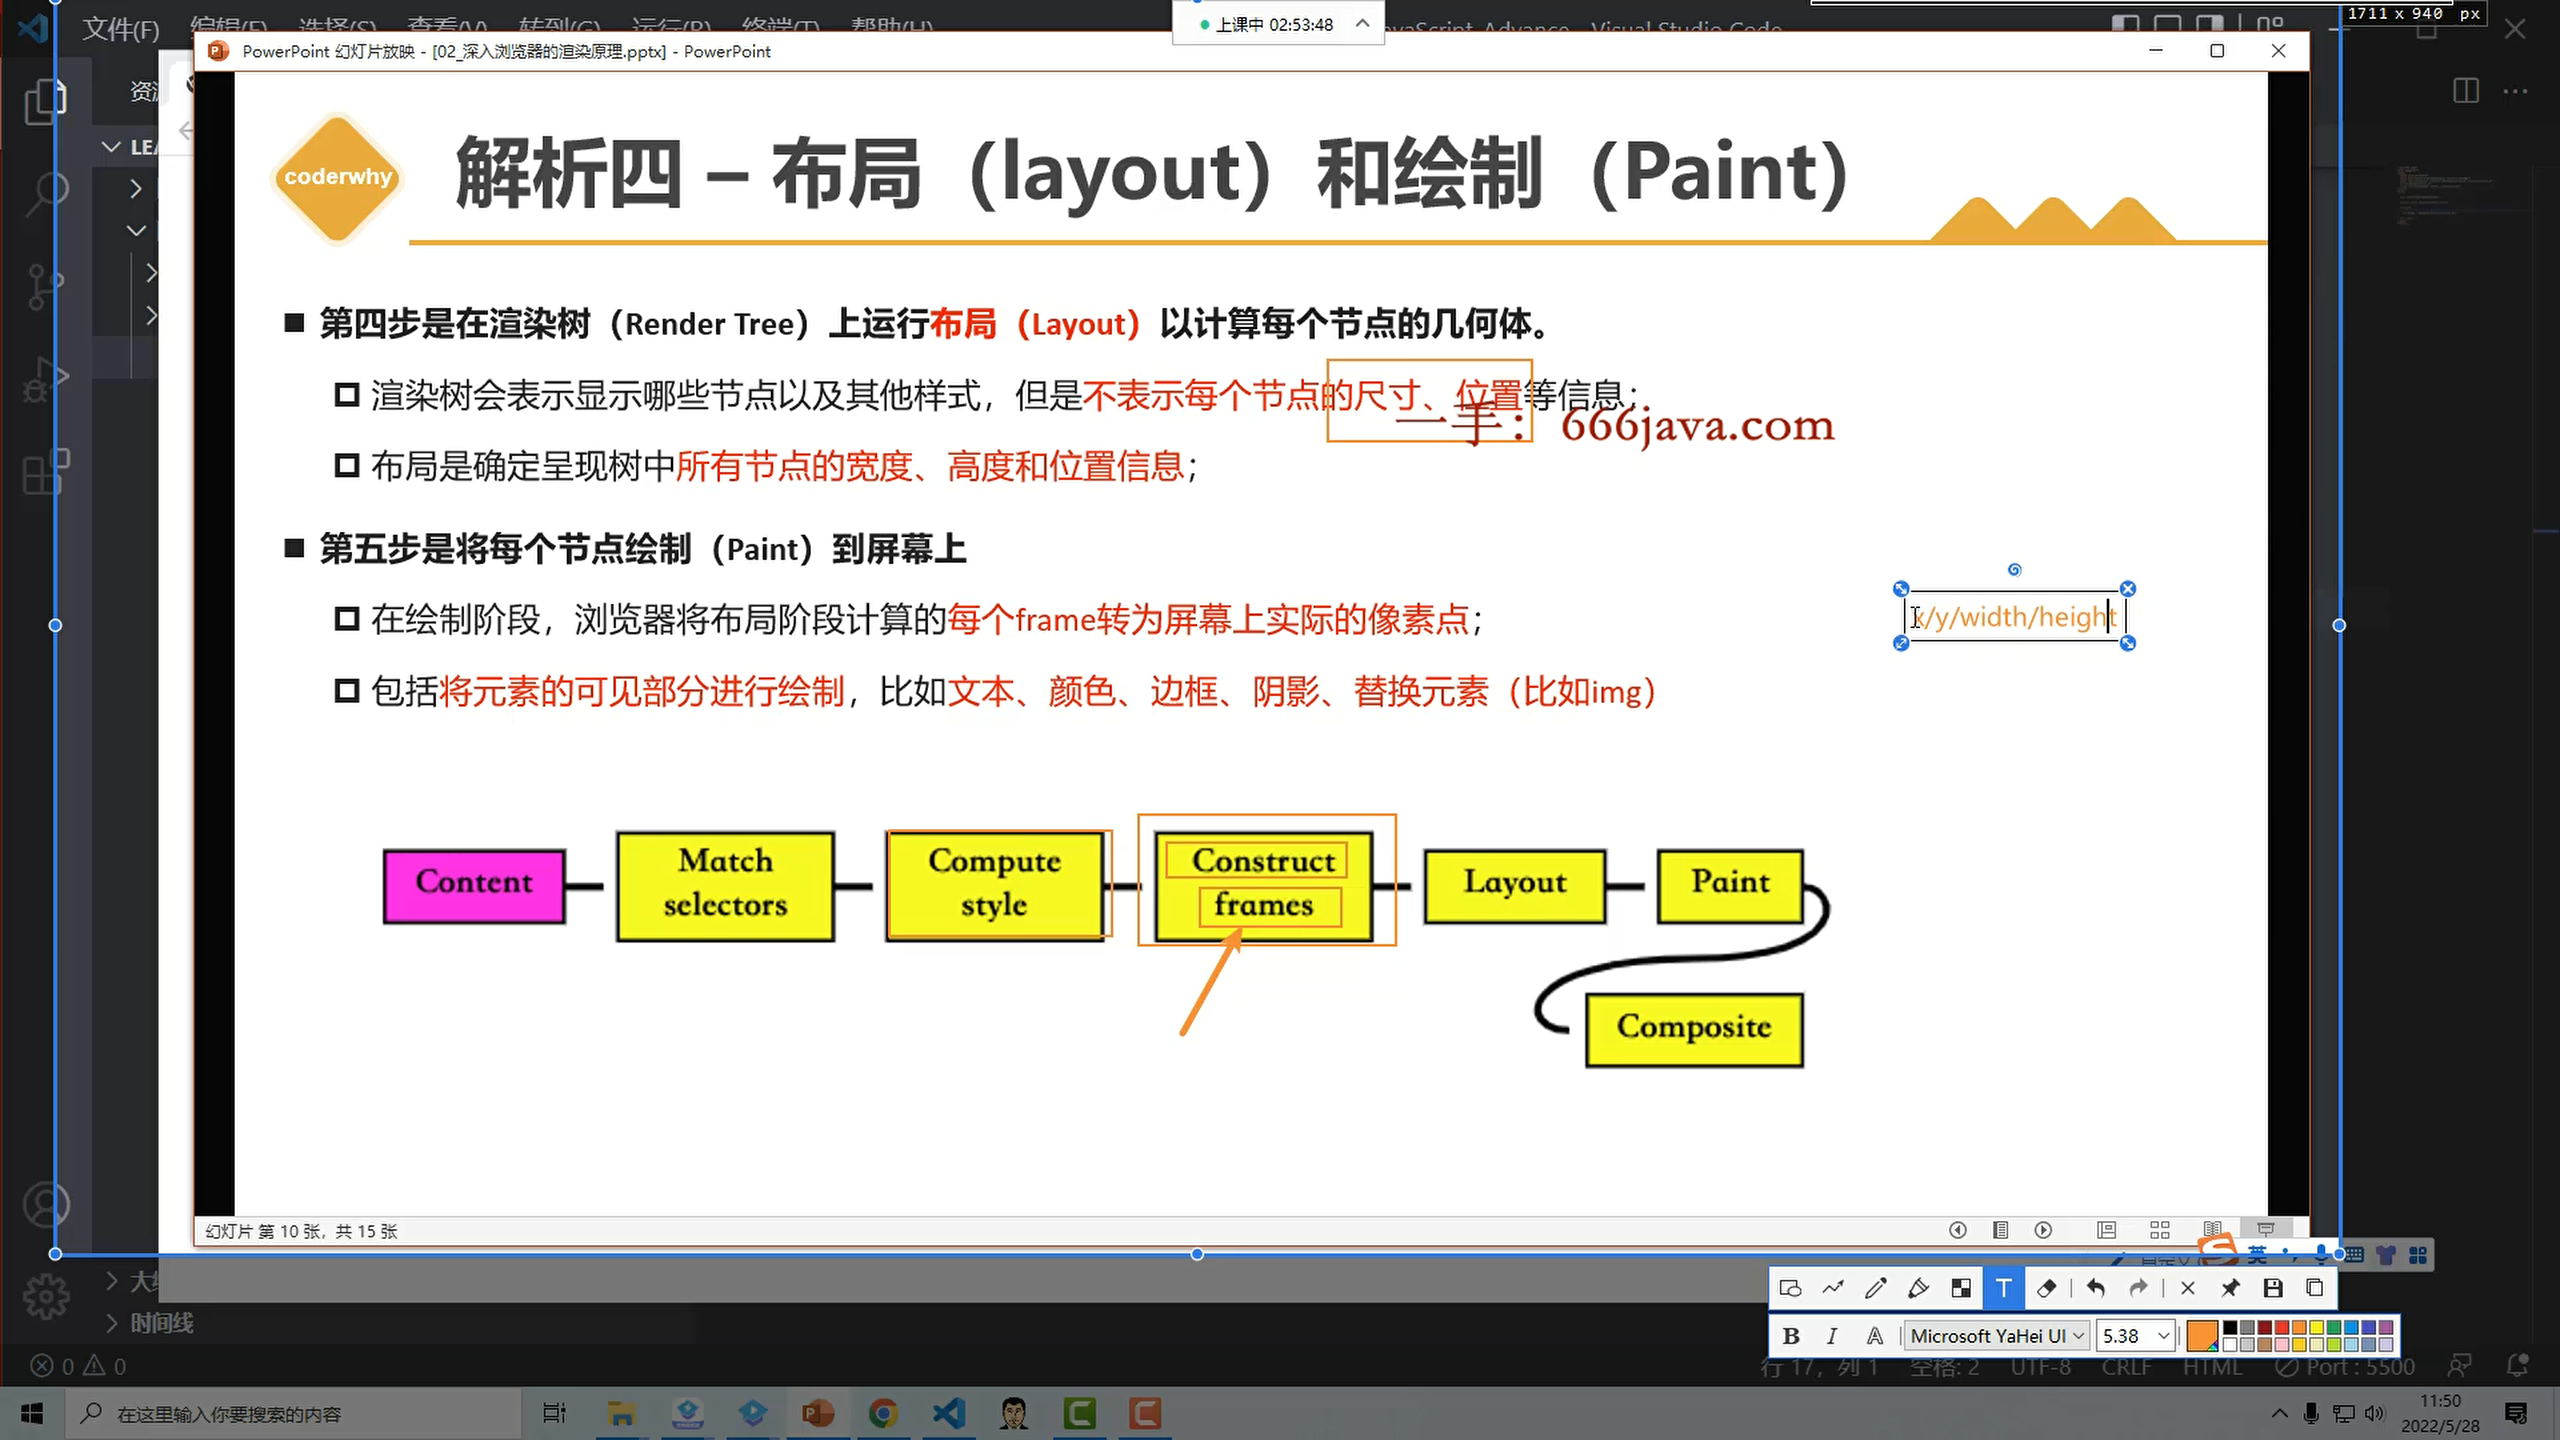 文件(F) 编辑(E) 选择(S) 查看(V) 转到(G) 运行(R) 终端(T) 帮助(H)
上课中 02:53:48
JavaScript_Advance - Visual Studio Code
1711 x 940 px
PowerPoint 幻灯片放映 - [02_深入浏览器的渲染原理.pptx] - PowerPoint
coderwhy
解析四 – 布局（layout）和绘制（Paint）
第四步是在渲染树（Render Tree）上运行布局（Layout）以计算每个节点的几何体。
渲染树会表示显示哪些节点以及其他样式，但是不表示每个节点的尺寸、位置等信息；
一手：666java.com
布局是确定呈现树中所有节点的宽度、高度和位置信息；
第五步是将每个节点绘制（Paint）到屏幕上
在绘制阶段，浏览器将布局阶段计算的每个frame转为屏幕上实际的像素点；
x/y/width/height
包括将元素的可见部分进行绘制，比如文本、颜色、边框、阴影、替换元素（比如img）
Content
Match
selectors
Compute
style
Construct
frames
Layout
Paint
Composite
幻灯片 第 10 张，共 15 张
英
时间线
B I A Microsoft YaHei UI 5.38
0 0
行 17，列 1 空格: 2 UTF-8 CRLF HTML Port : 5500
在这里输入你要搜索的内容
11:50
2022/5/28